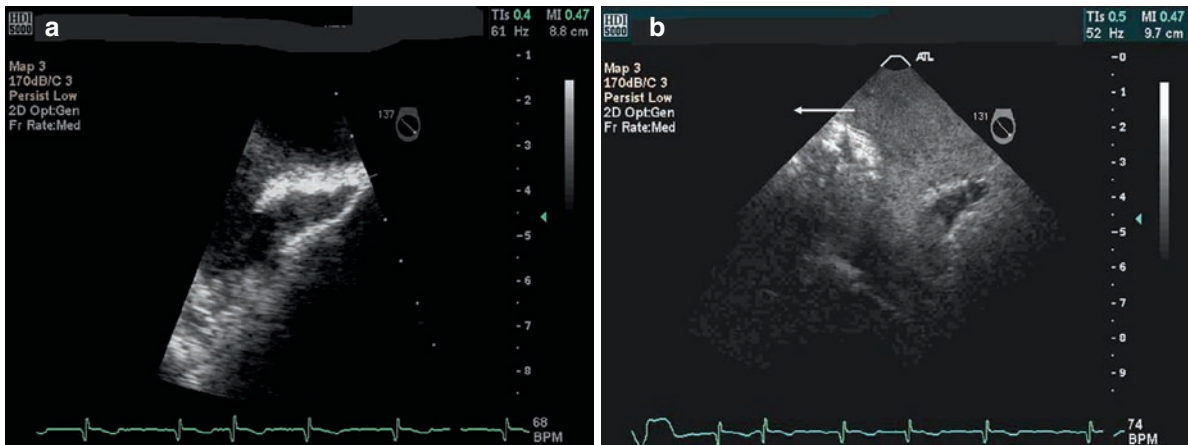 a
HDI
5000
TIs 0.4 MI 0.47
61 Hz 8.8 cm
Map 3
170dB/C 3
Persist Low
2D Opt:Gen
Fr Rate:Med
137
1
2
3
4
5
6
7
8
68
BPM
b
HDI
5000
TIs 0.5 MI 0.47
52 Hz 9.7 cm
ATL
Map 3
170dB/C 3
Persist Low
2D Opt:Gen
Fr Rate:Med
131
0
1
2
3
4
5
6
7
8
9
74
BPM